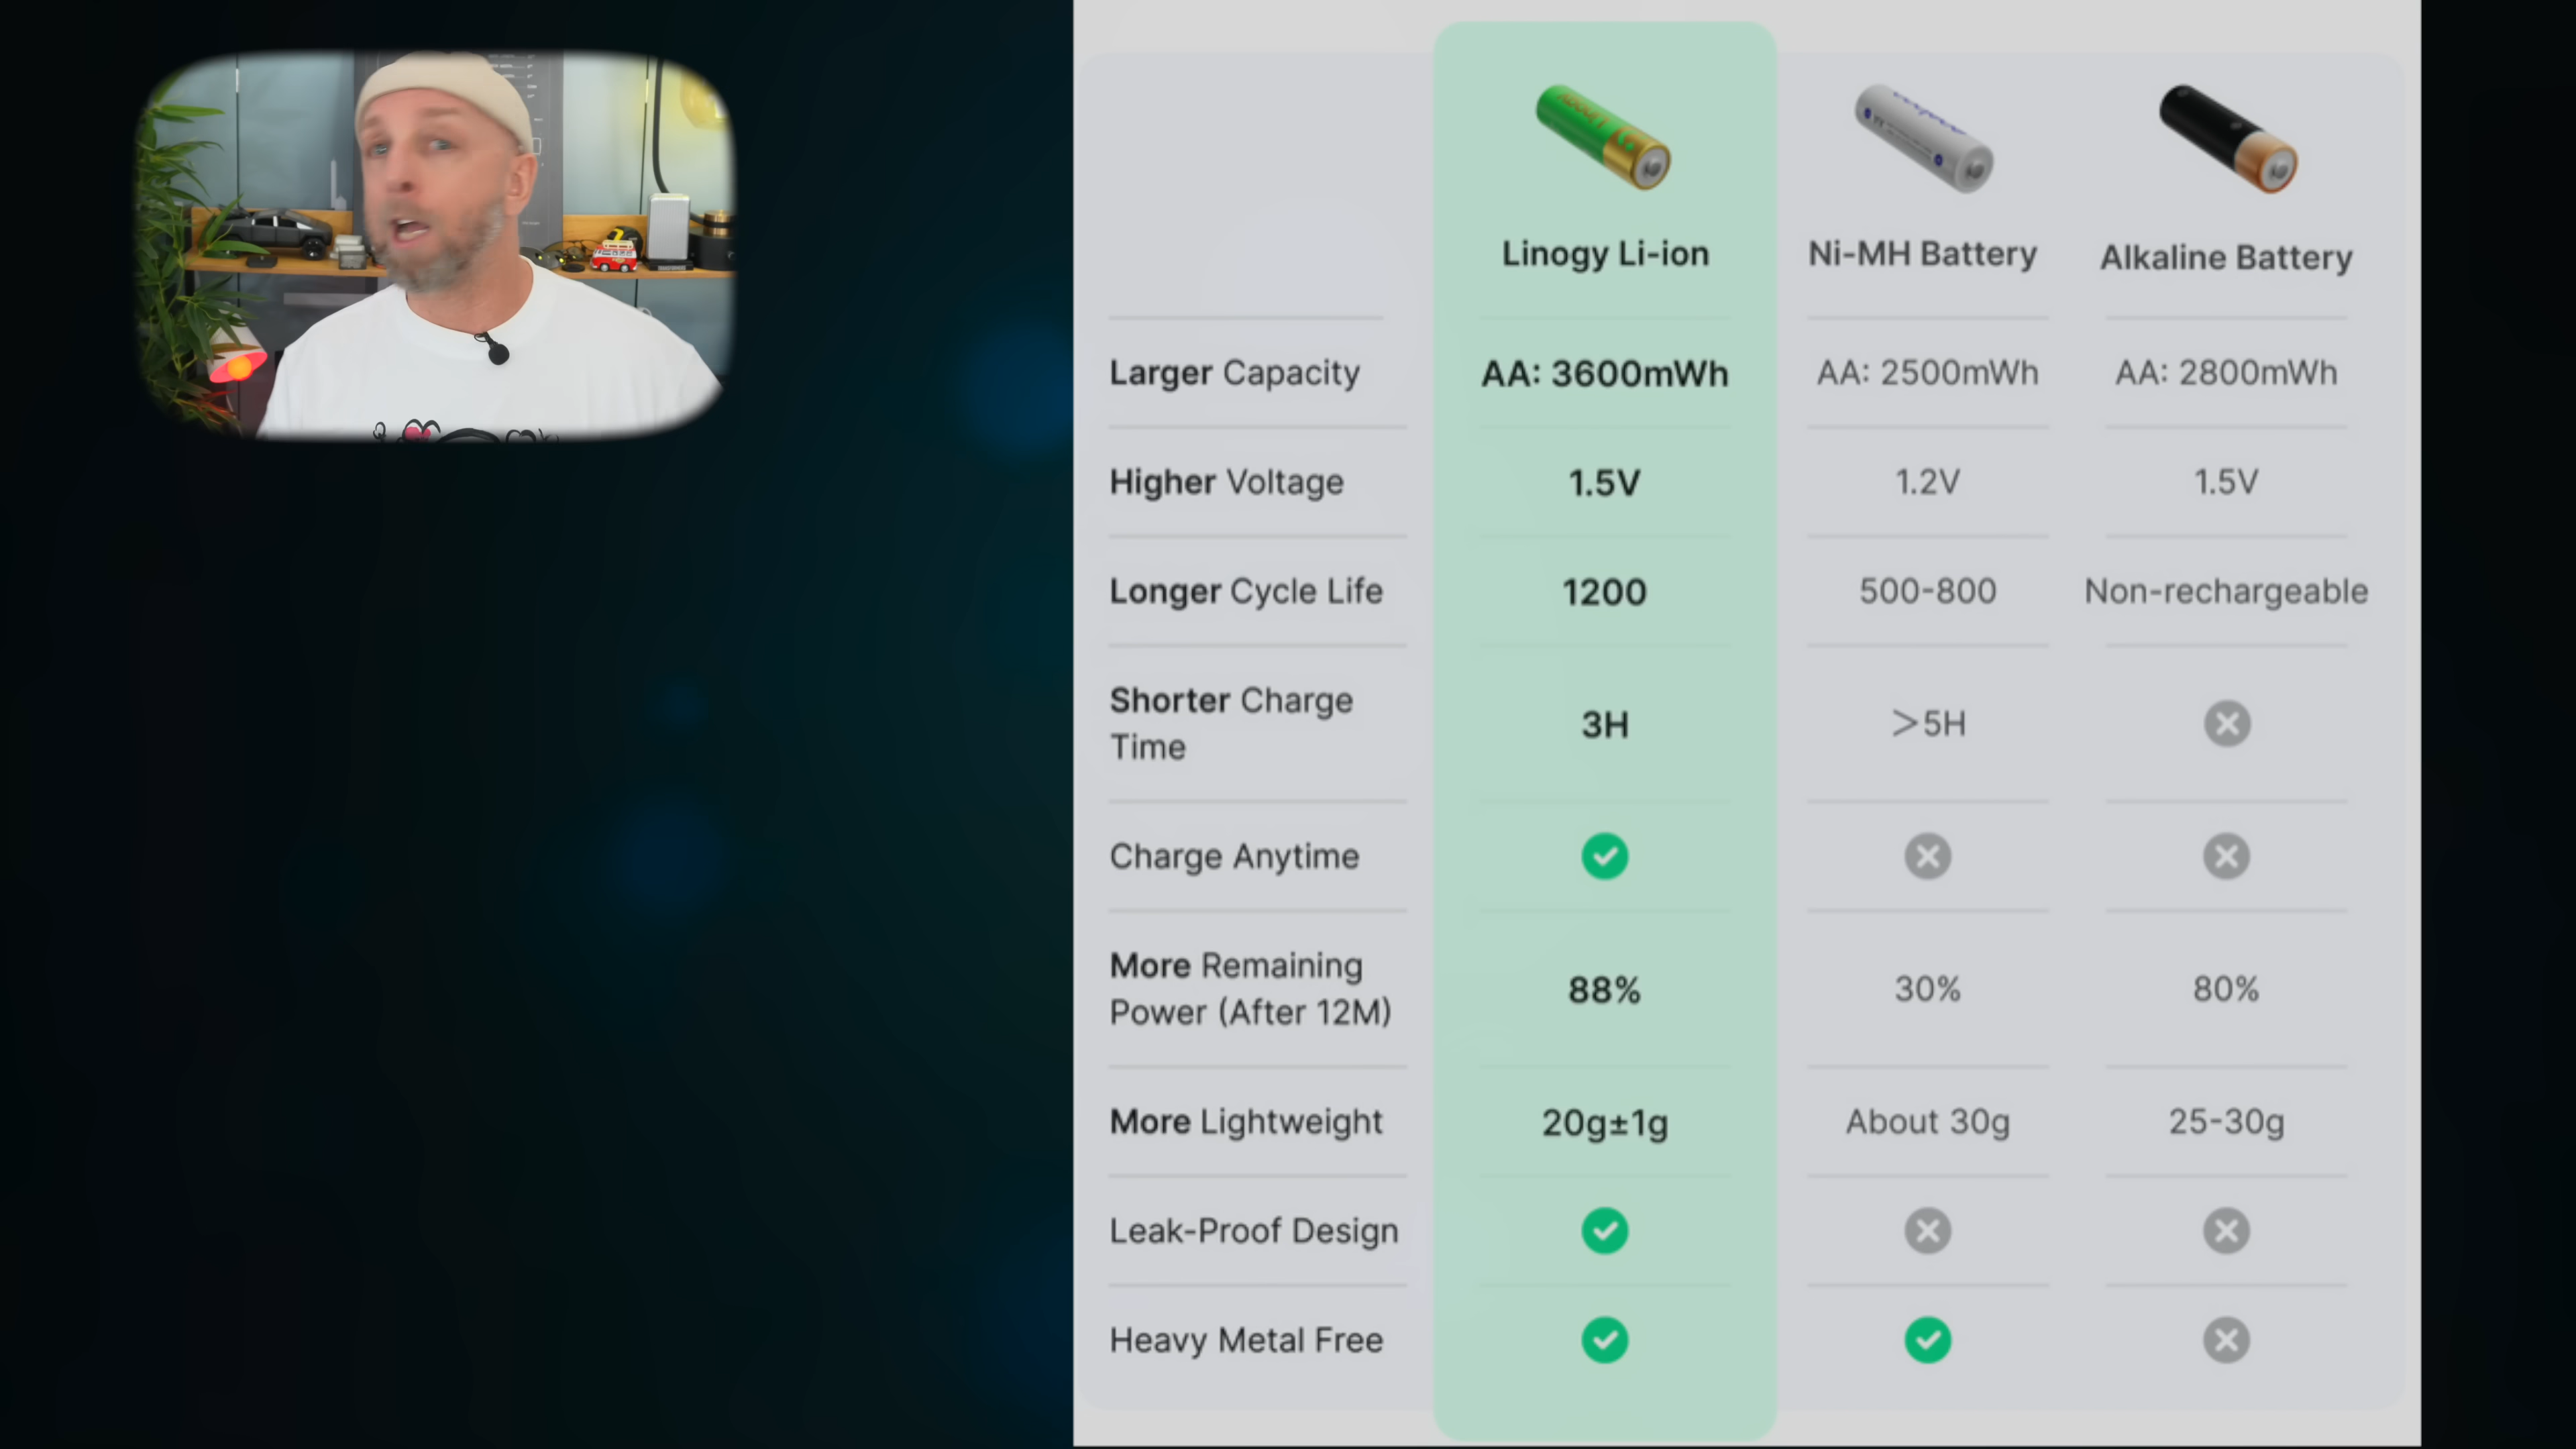 Linogy Li-ion Ni-MH Battery Alkaline Battery
Larger Capacity AA: 3600mWh AA: 2500mWh AA: 2800mWh
Higher Voltage 1.5V 1.2V 1.5V
Longer Cycle Life 1200 500-800 Non-rechargeable
Shorter Charge
Time 3H >5H
Charge Anytime
More Remaining
Power (After 12M) 88% 30% 80%
More Lightweight 20g±1g About 30g 25-30g
Leak-Proof Design
Heavy Metal Free